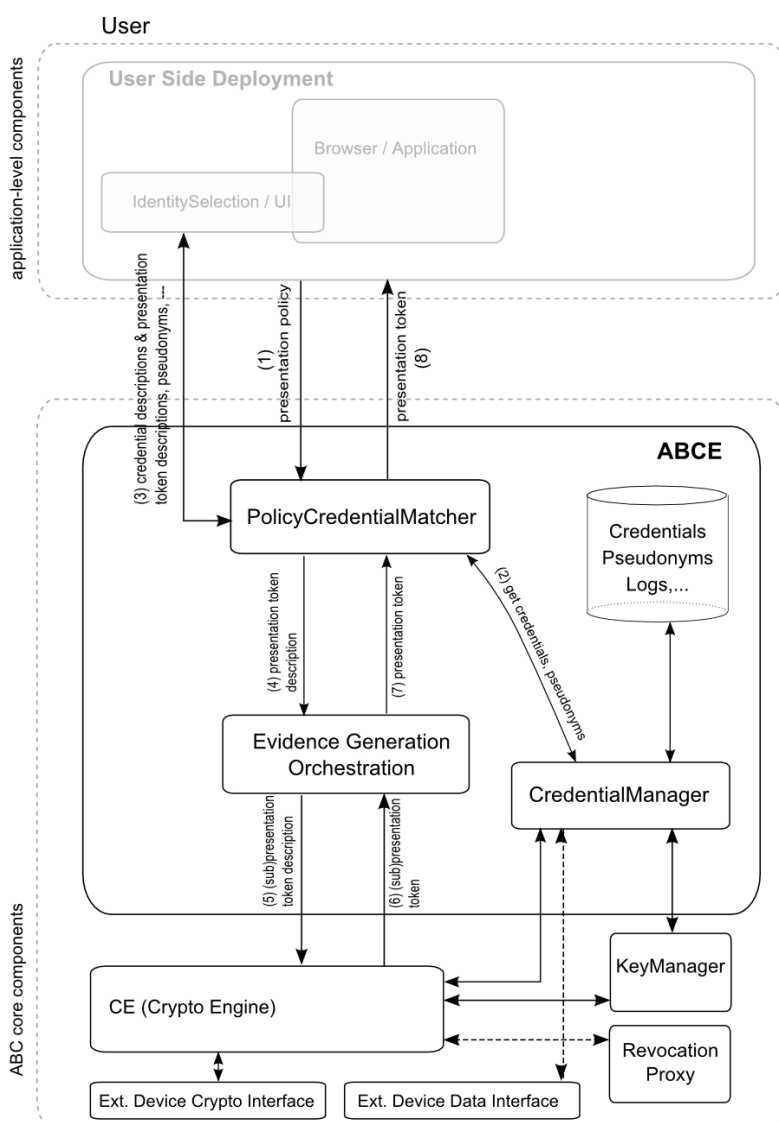 User
application-level components
User Side Deployment
Browser / Application
IdentitySelection / UI
(3) credential descriptions & presentation
token descriptions, pseudonyms, ---
(1)
presentation policy
presentation token
(8)
ABCE
PolicyCredentialMatcher
Credentials
Pseudonyms
Logs,...
(2) get credentials, pseudonyms
(4) presentation token
description
(7) presentation token
Evidence Generation
Orchestration
CredentialManager
(5) (sub)presentation
token description
(6) (sub)presentation
token
ABC core components
KeyManager
CE (Crypto Engine)
Revocation
Proxy
Ext. Device Crypto Interface
Ext. Device Data Interface